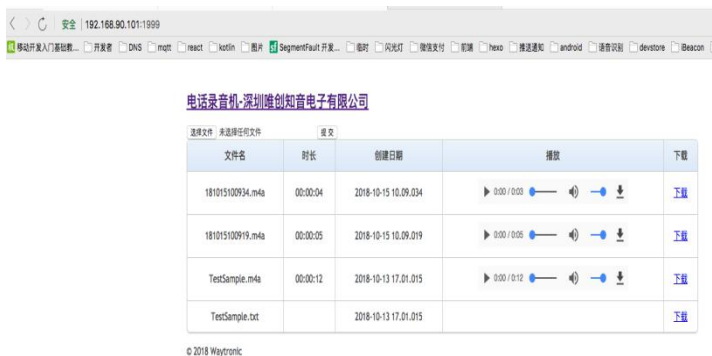 安全 192.168.90.101:1999
移动开发入门基础教... 开发者 DNS mqtt react kotlin 图片 SegmentFault 开发... 临时 闪光灯 微信支付 前端 hexo 推送通知 android 语音识别 devstore iBeacon
电话录音机-深圳唯创知音电子有限公司
选择文件 未选择任何文件 提交
文件名 时长 创建日期 播放 下载
181015100934.m4a 00:00:04 2018-10-15 10.09.034 0:00 / 0:03 下载
181015100919.m4a 00:00:05 2018-10-15 10.09.019 0:00 / 0:05 下载
TestSample.m4a 00:00:12 2018-10-13 17.01.015 0:00 / 0:12 下载
TestSample.txt 2018-10-13 17.01.015 下载
© 2018 Waytronic